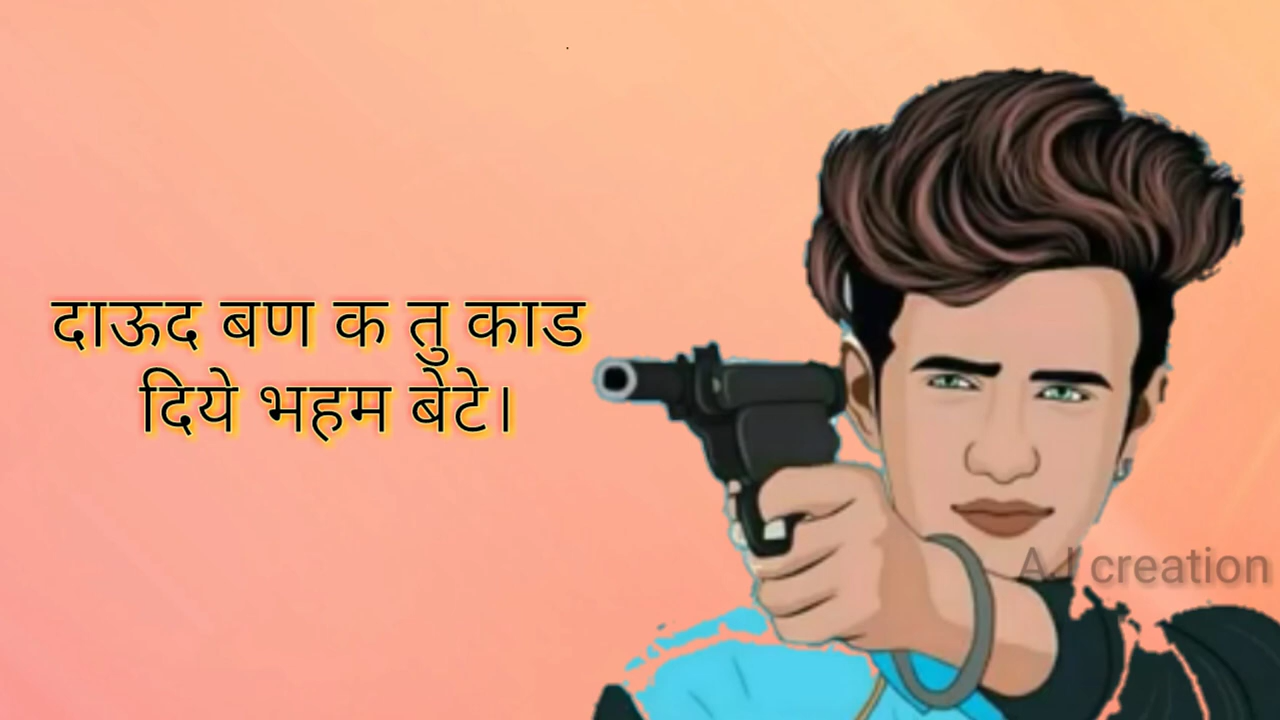 दाऊद बण क तु काड
दिये भहम बेटे।
AJ creation